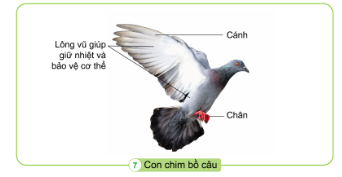 Cánh
Lông vũ giúp
giữ nhiệt và
bảo vệ cơ thể
Chân
7 Con chim bồ câu